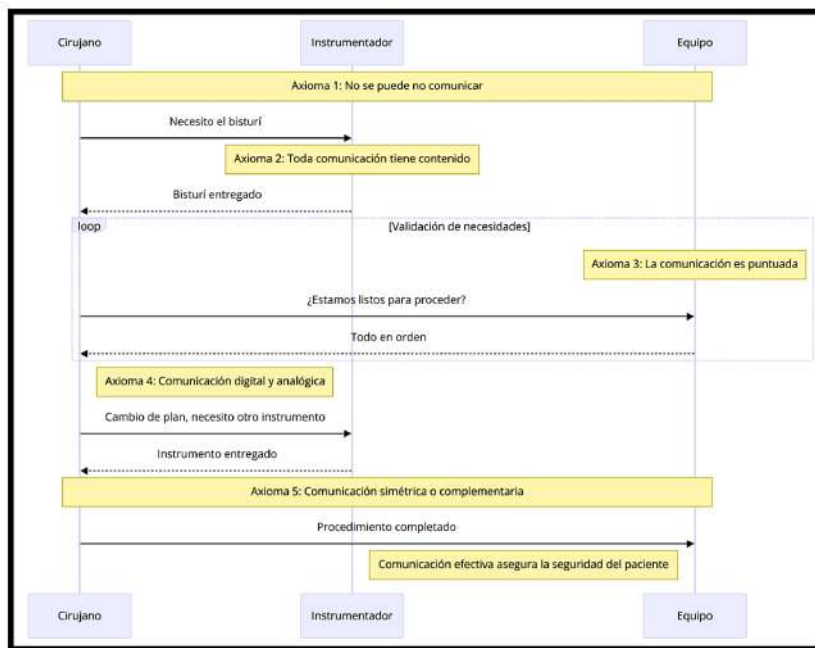 Cirujano
Instrumentador
Equipo
Axioma 1: No se puede no comunicar
Necesito el bisturí
Axioma 2: Toda comunicación tiene contenido
Bisturí entregado
loop
[Validación de necesidades]
Axioma 3: La comunicación es puntuada
¿Estamos listos para proceder?
Todo en orden
Axioma 4: Comunicación digital y analógica
Cambio de plan, necesito otro instrumento
Instrumento entregado
Axioma 5: Comunicación simétrica o complementaria
Procedimiento completado
Comunicación efectiva asegura la seguridad del paciente
Cirujano
Instrumentador
Equipo